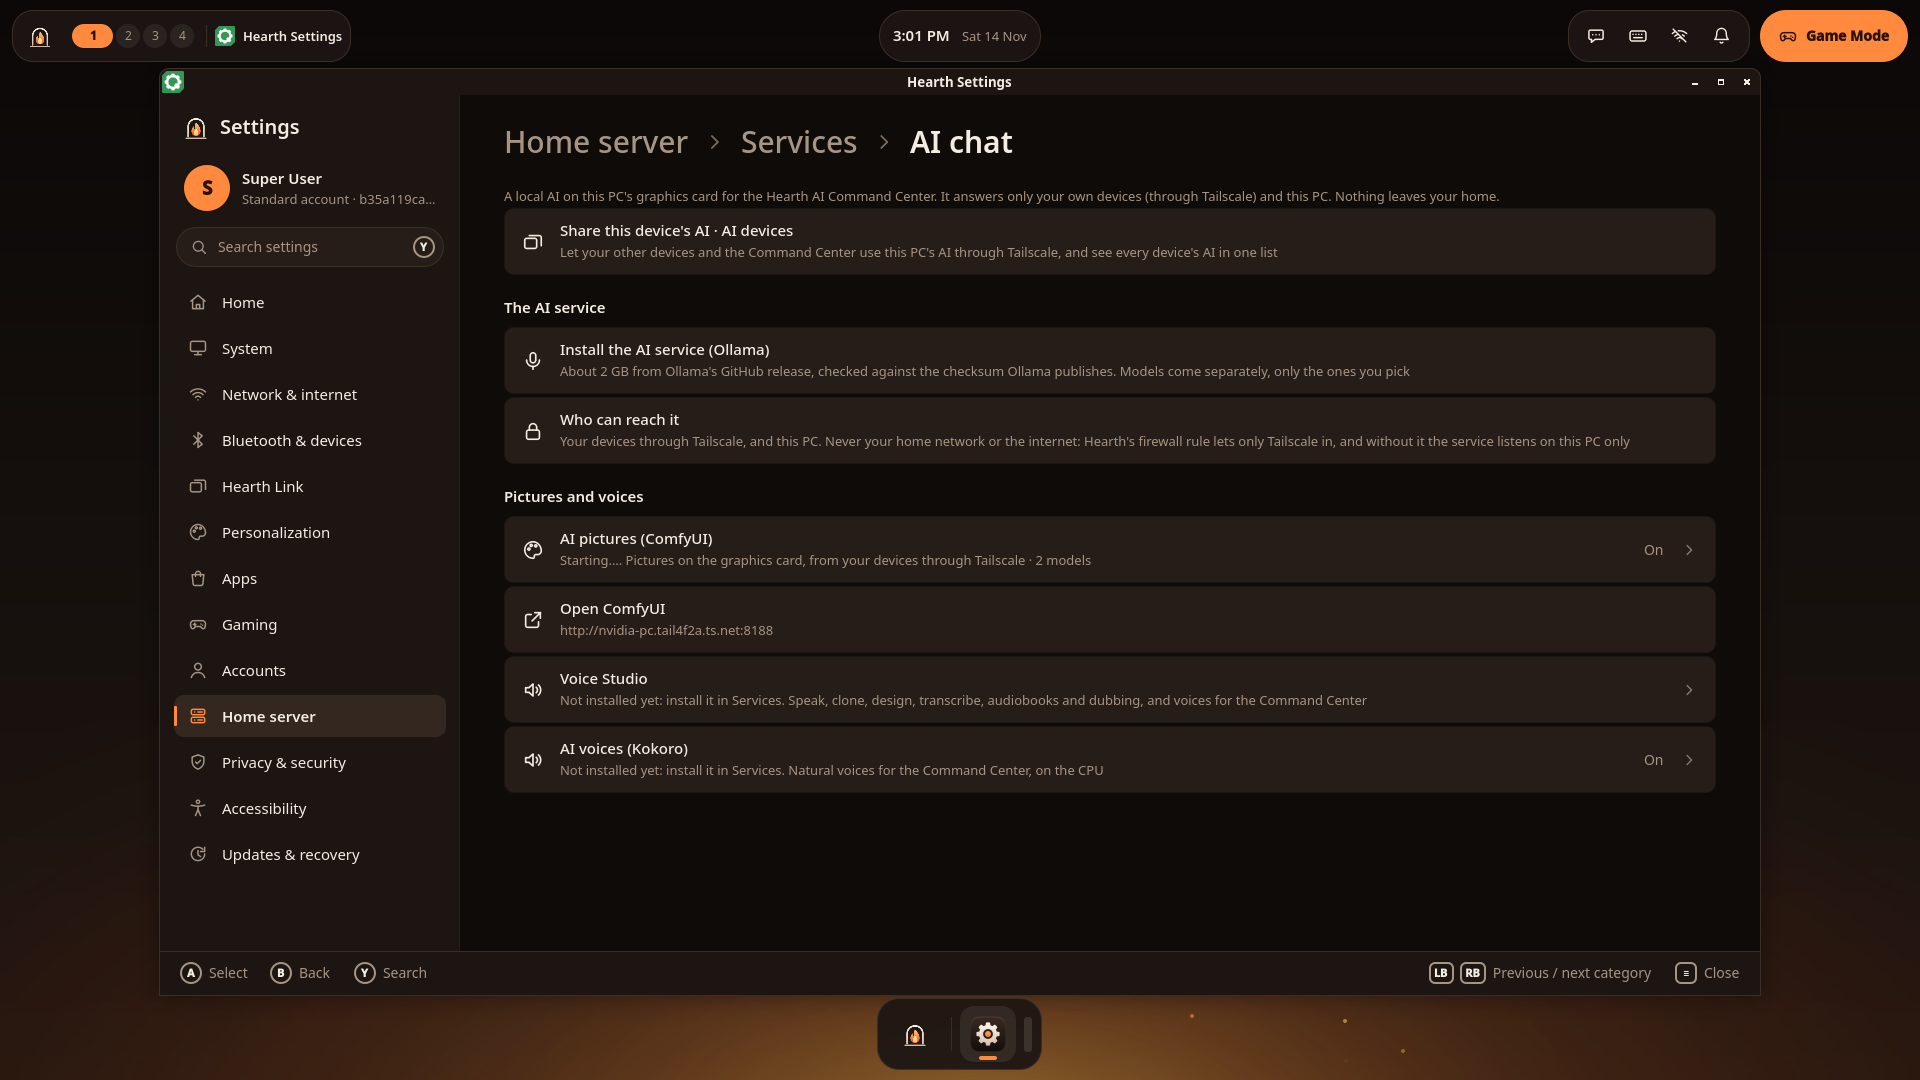 1 2 3 4 Hearth Settings
3:01 PM Sat 14 Nov
Game Mode
Hearth Settings
Settings
S
Super User
Standard account · b35a119ca...
Search settings Y
Home
System
Network & internet
Bluetooth & devices
Hearth Link
Personalization
Apps
Gaming
Accounts
Home server
Privacy & security
Accessibility
Updates & recovery
Home server > Services > AI chat
A local AI on this PC's graphics card for the Hearth AI Command Center. It answers only your own devices (through Tailscale) and this PC. Nothing leaves your home.
Share this device's AI · AI devices
Let your other devices and the Command Center use this PC's AI through Tailscale, and see every device's AI in one list
The AI service
Install the AI service (Ollama)
About 2 GB from Ollama's GitHub release, checked against the checksum Ollama publishes. Models come separately, only the ones you pick
Who can reach it
Your devices through Tailscale, and this PC. Never your home network or the internet: Hearth's firewall rule lets only Tailscale in, and without it the service listens on this PC only
Pictures and voices
AI pictures (ComfyUI)
Starting.... Pictures on the graphics card, from your devices through Tailscale · 2 models
On
Open ComfyUI
http://nvidia-pc.tail4f2a.ts.net:8188
Voice Studio
Not installed yet: install it in Services. Speak, clone, design, transcribe, audiobooks and dubbing, and voices for the Command Center
AI voices (Kokoro)
Not installed yet: install it in Services. Natural voices for the Command Center, on the CPU
On
A Select B Back Y Search
LB RB Previous / next category Close